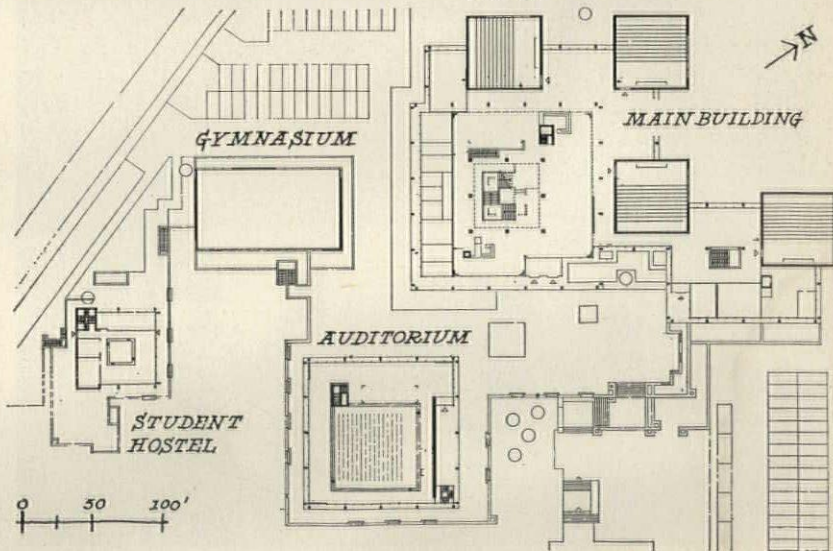 N
GYMNASIUM
MAIN BUILDING
AUDITORIUM
STUDENT
HOSTEL
0 50 100'